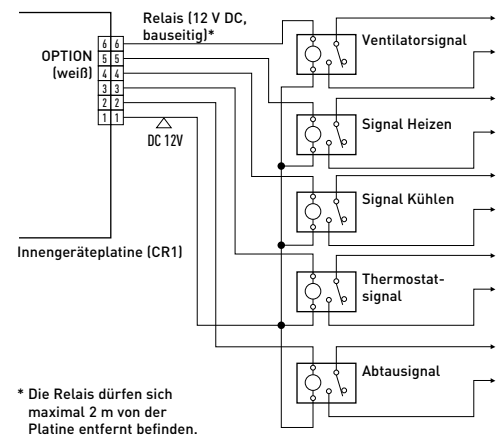 Relais (12 V DC,
bauseitig)*
OPTION
(weiß)
6 6
5 5
4 4
3 3
2 2
1 1
DC 12V
Ventilatorsignal
Signal Heizen
Signal Kühlen
Innengeräteplatine (CR1)
Thermostat-
signal
Abtausignal
* Die Relais dürfen sich
maximal 2 m von der
Platine entfernt befinden.